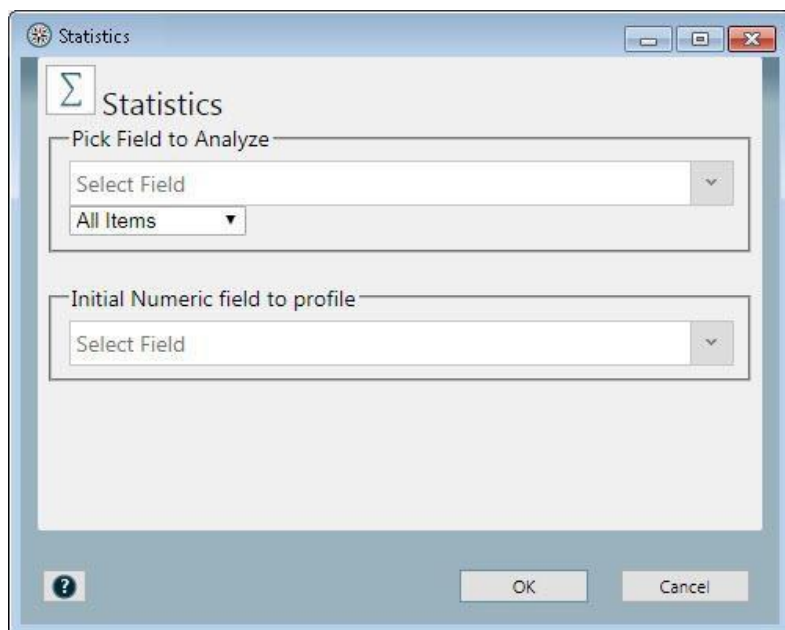 Statistics
Σ Statistics
Pick Field to Analyze
Select Field
All Items
Initial Numeric field to profile
Select Field
?
OK Cancel